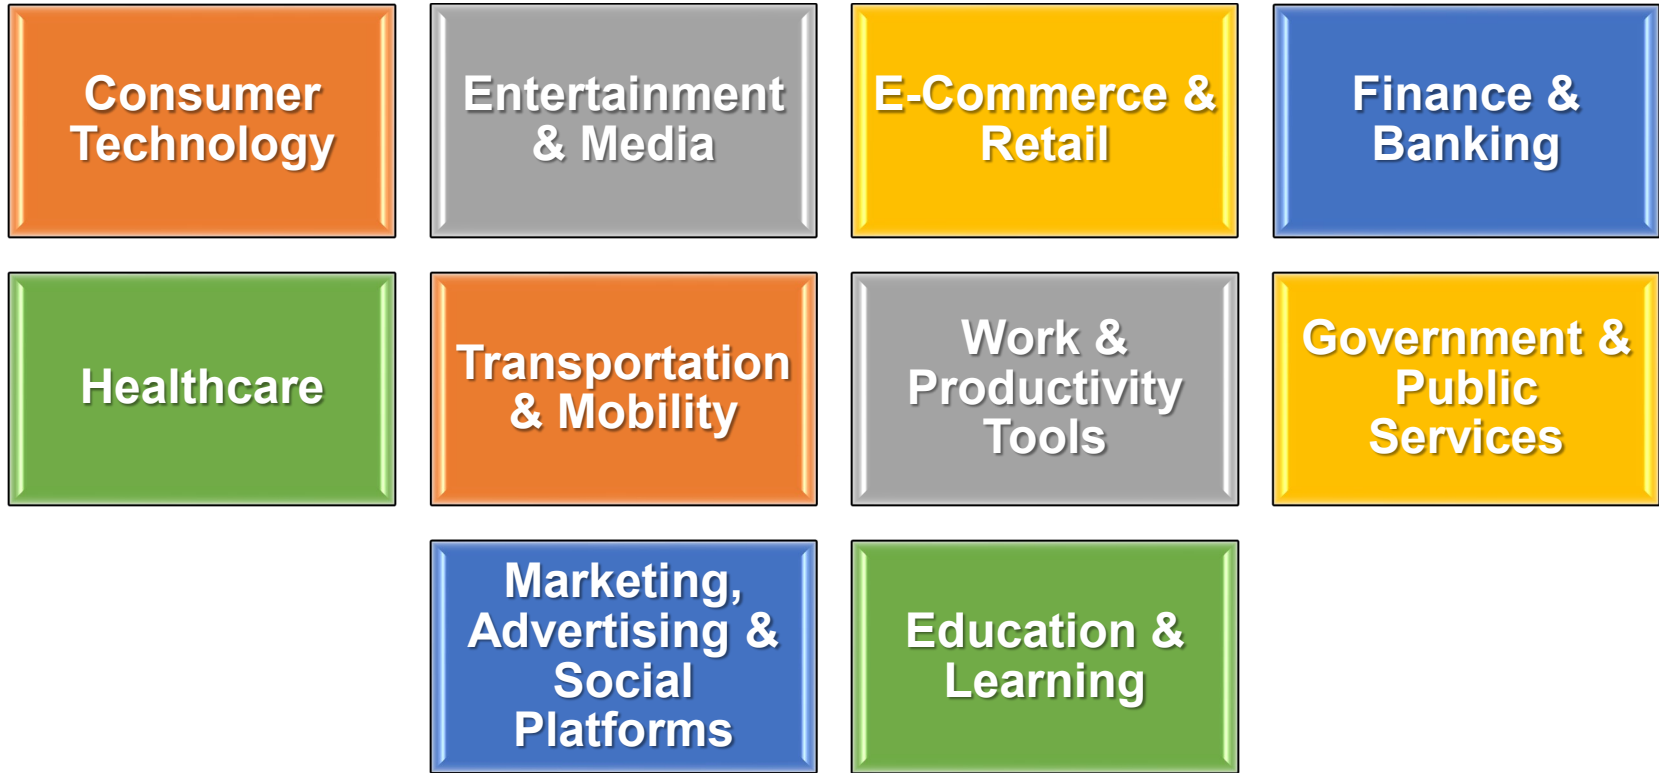 Consumer
Technology
Entertainment
& Media
E-Commerce &
Retail
Finance &
Banking
Healthcare
Transportation
& Mobility
Work &
Productivity
Tools
Government &
Public
Services
Marketing,
Advertising &
Social
Platforms
Education &
Learning